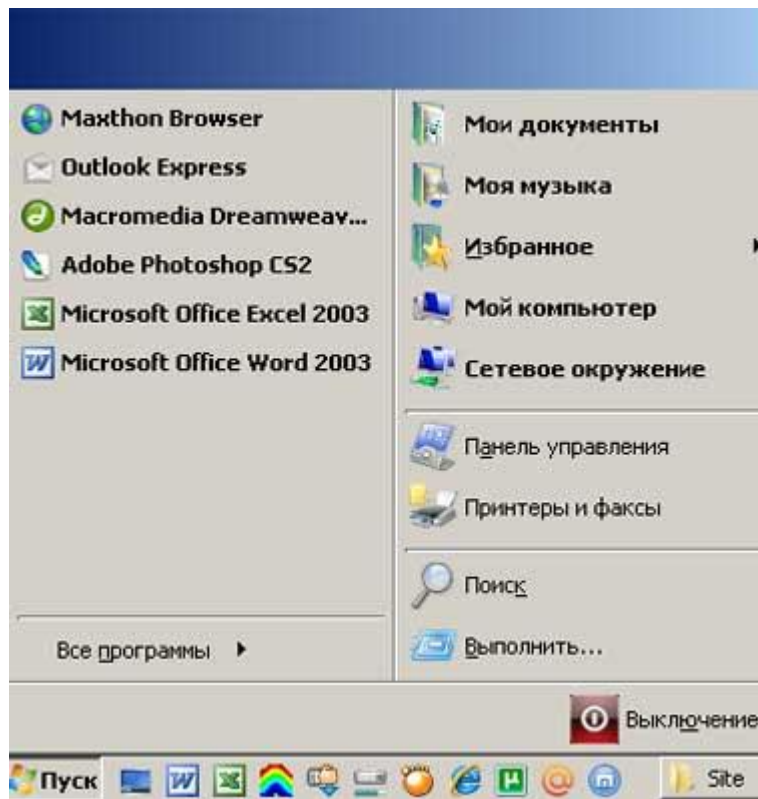 Maxthon Browser
Outlook Express
Macromedia Dreamweav...
Adobe Photoshop CS2
Microsoft Office Excel 2003
Microsoft Office Word 2003
Все программы
Мои документы
Моя музыка
Избранное
Мой компьютер
Сетевое окружение
Панель управления
Принтеры и факсы
Поиск
Выполнить...
Выключение
Пуск
Site